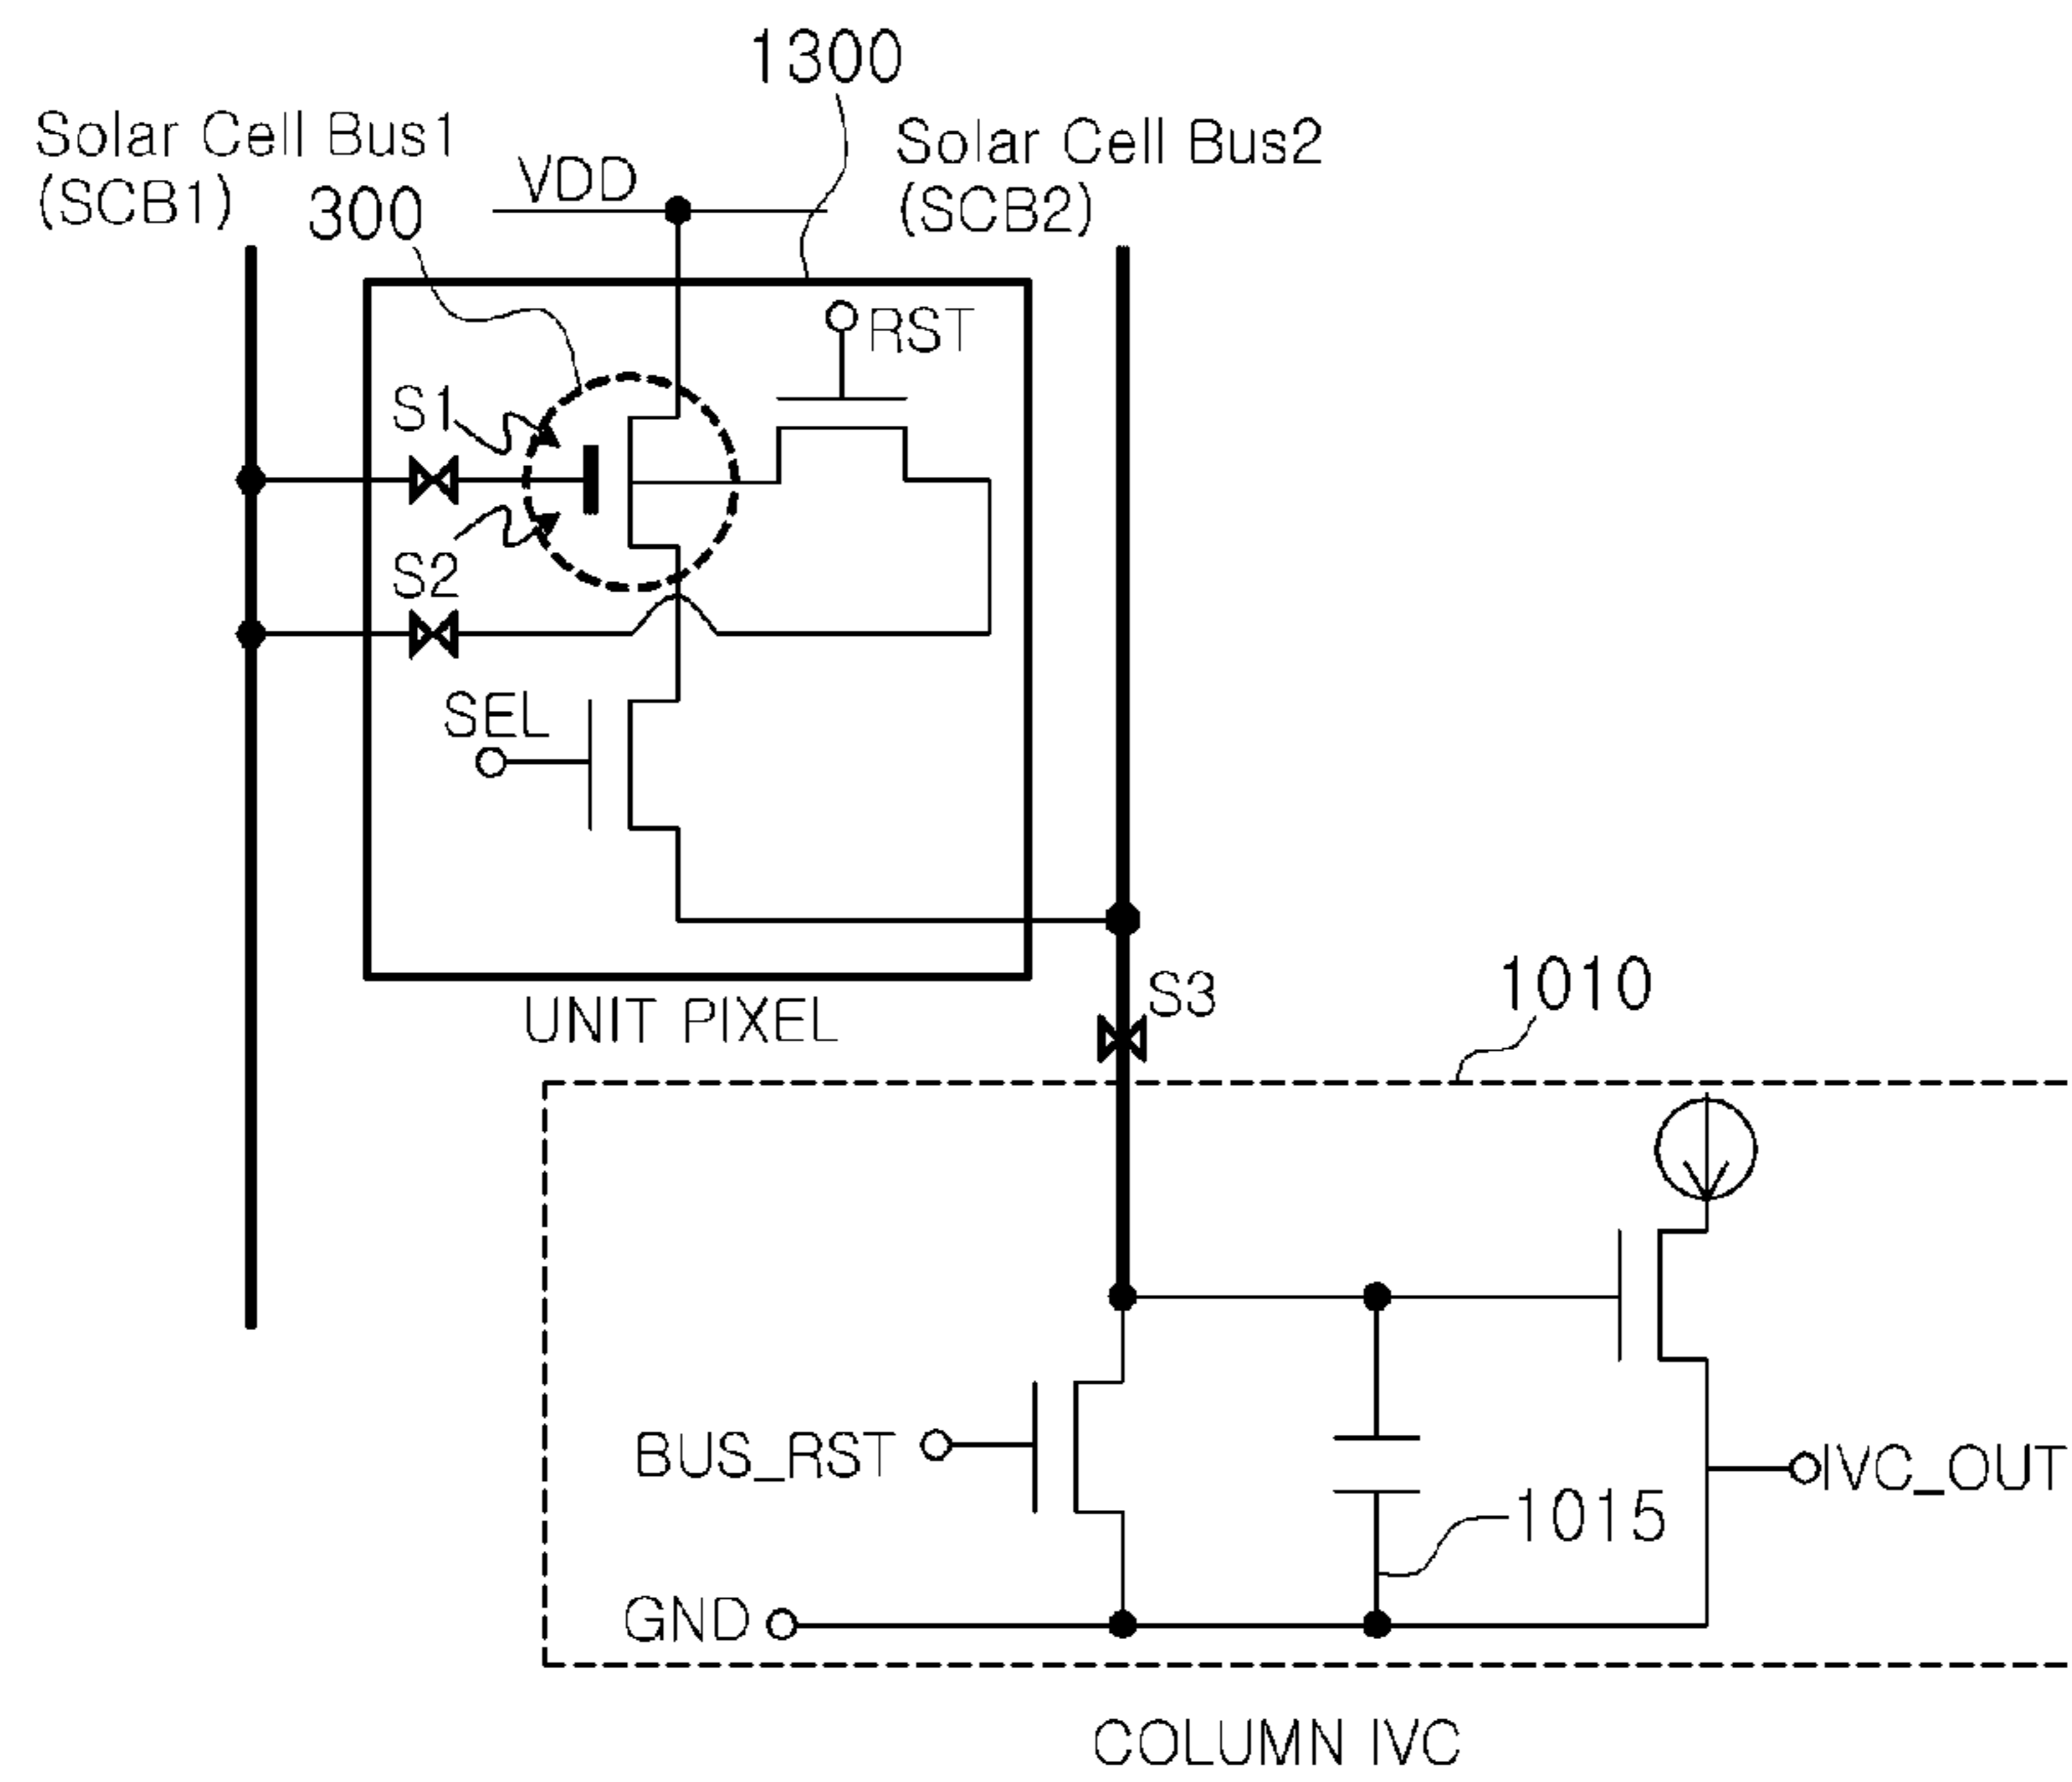 1300
Solar Cell Bus1
(SCB1)
Solar Cell Bus2
(SCB2)
VDD
300
RST
S1
S2
SEL
UNIT PIXEL
S3
1010
BUS_RST
IVC_OUT
1015
GND
COLUMN IVC